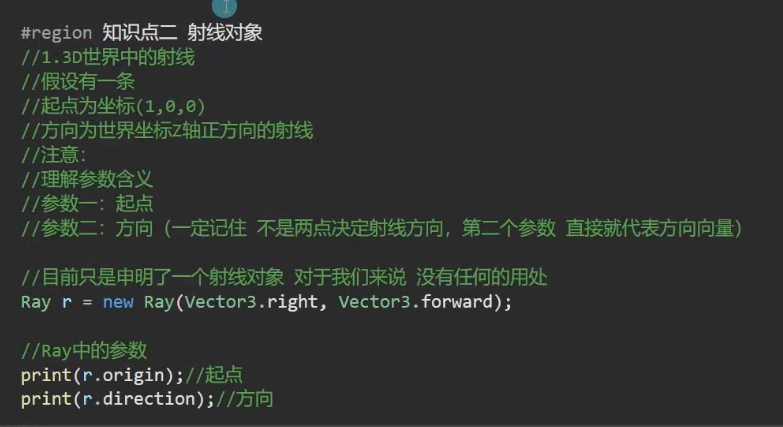 #region 知识点二 射线对象
//1.3D世界中的射线
//假设有一条
//起点为坐标(1,0,0)
//方向为世界坐标Z轴正方向的射线
//注意：
//理解参数含义
//参数一：起点
//参数二：方向（一定记住 不是两点决定射线方向，第二个参数 直接就代表方向向量）
//目前只是申明了一个射线对象 对于我们来说 没有任何的用处
Ray r = new Ray(Vector3.right, Vector3.forward);
//Ray中的参数
print(r.origin);//起点
print(r.direction);//方向